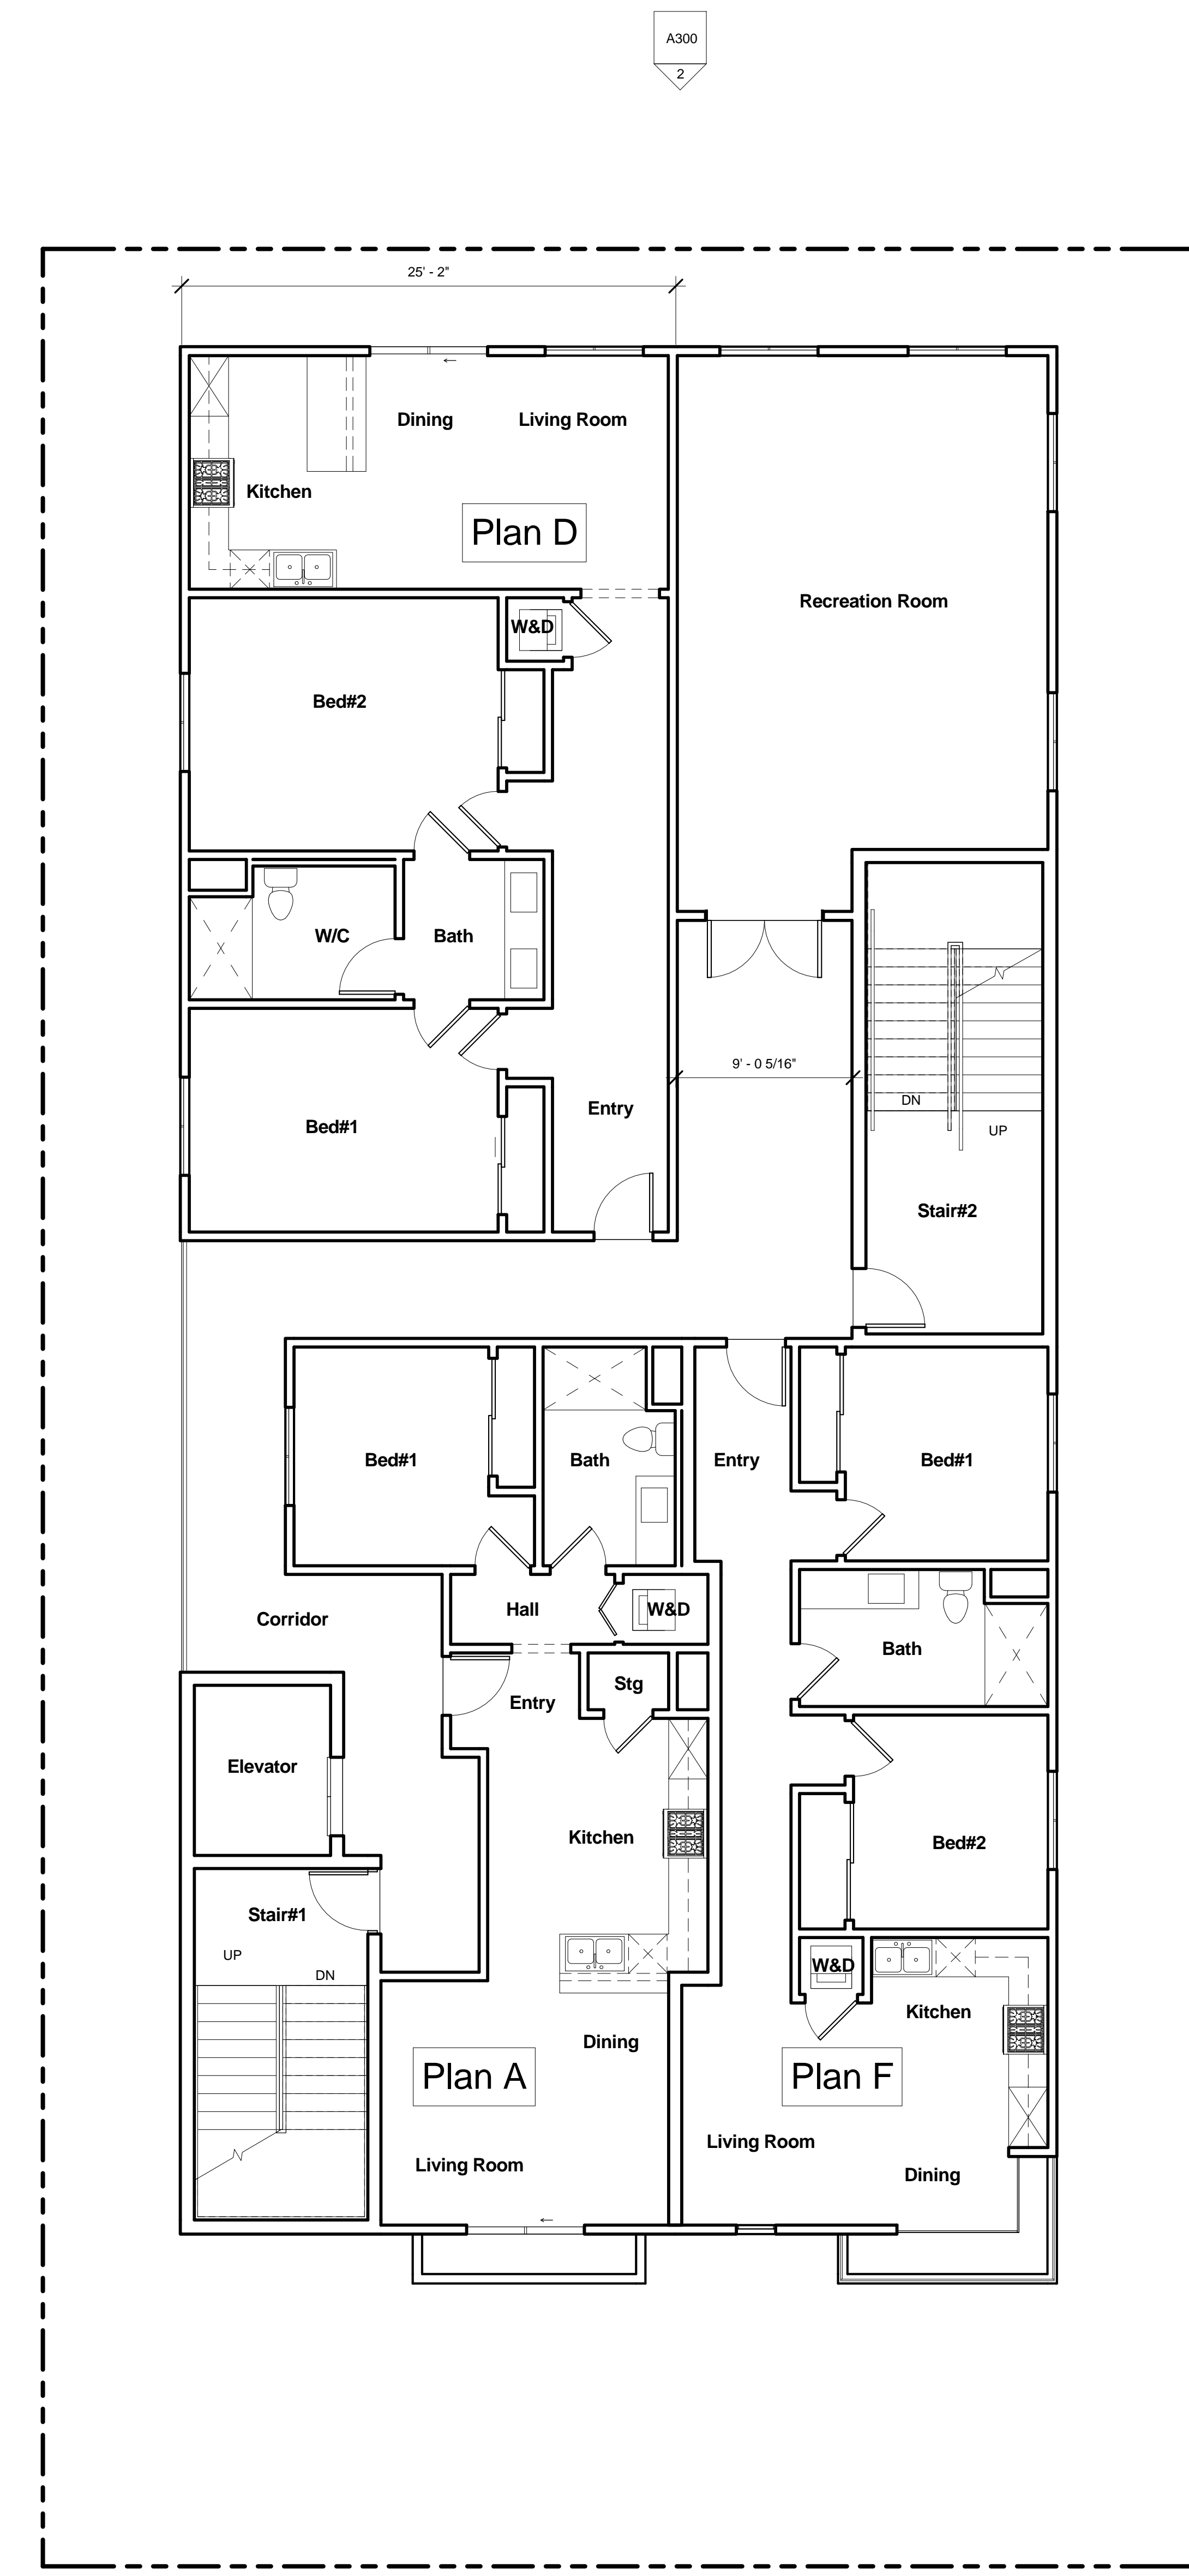 A300
2
25' - 2"
Dining
Living Room
Kitchen
Plan D
Recreation Room
W&D
Bed#2
W/C
Bath
9' - 0 5/16"
DN
UP
Entry
Bed#1
Stair#2
Bed#1
Bath
Entry
Bed#1
Hall
W&D
Corridor
Bath
Stg
Entry
Elevator
Kitchen
Bed#2
Stair#1
UP
DN
W&D
Kitchen
Dining
Plan A
Plan F
Living Room
Living Room
Dining